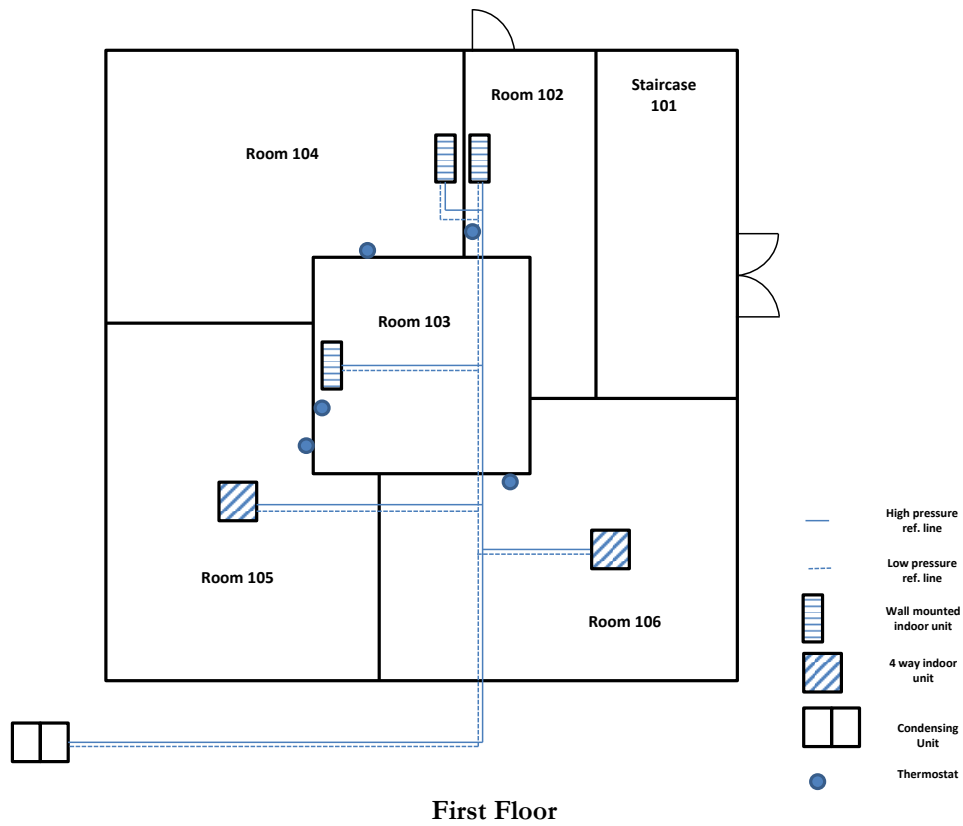 Room 102
Staircase
101
Room 104
Room 103
Room 105
Room 106
High pressure
ref. line
Low pressure
ref. line
Wall mounted
indoor unit
4 way indoor
unit
Condensing
Unit
Thermostat
First Floor